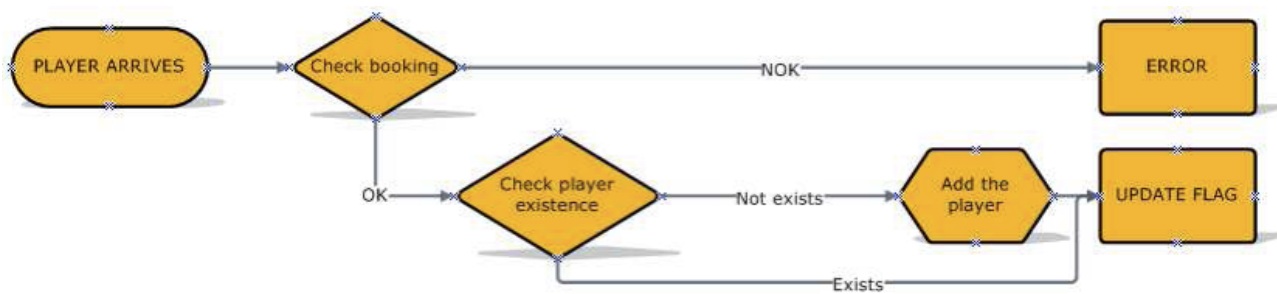 PLAYER ARRIVES
Check booking
NOK
ERROR
OK
Check player
existence
Not exists
Add the
player
UPDATE FLAG
Exists